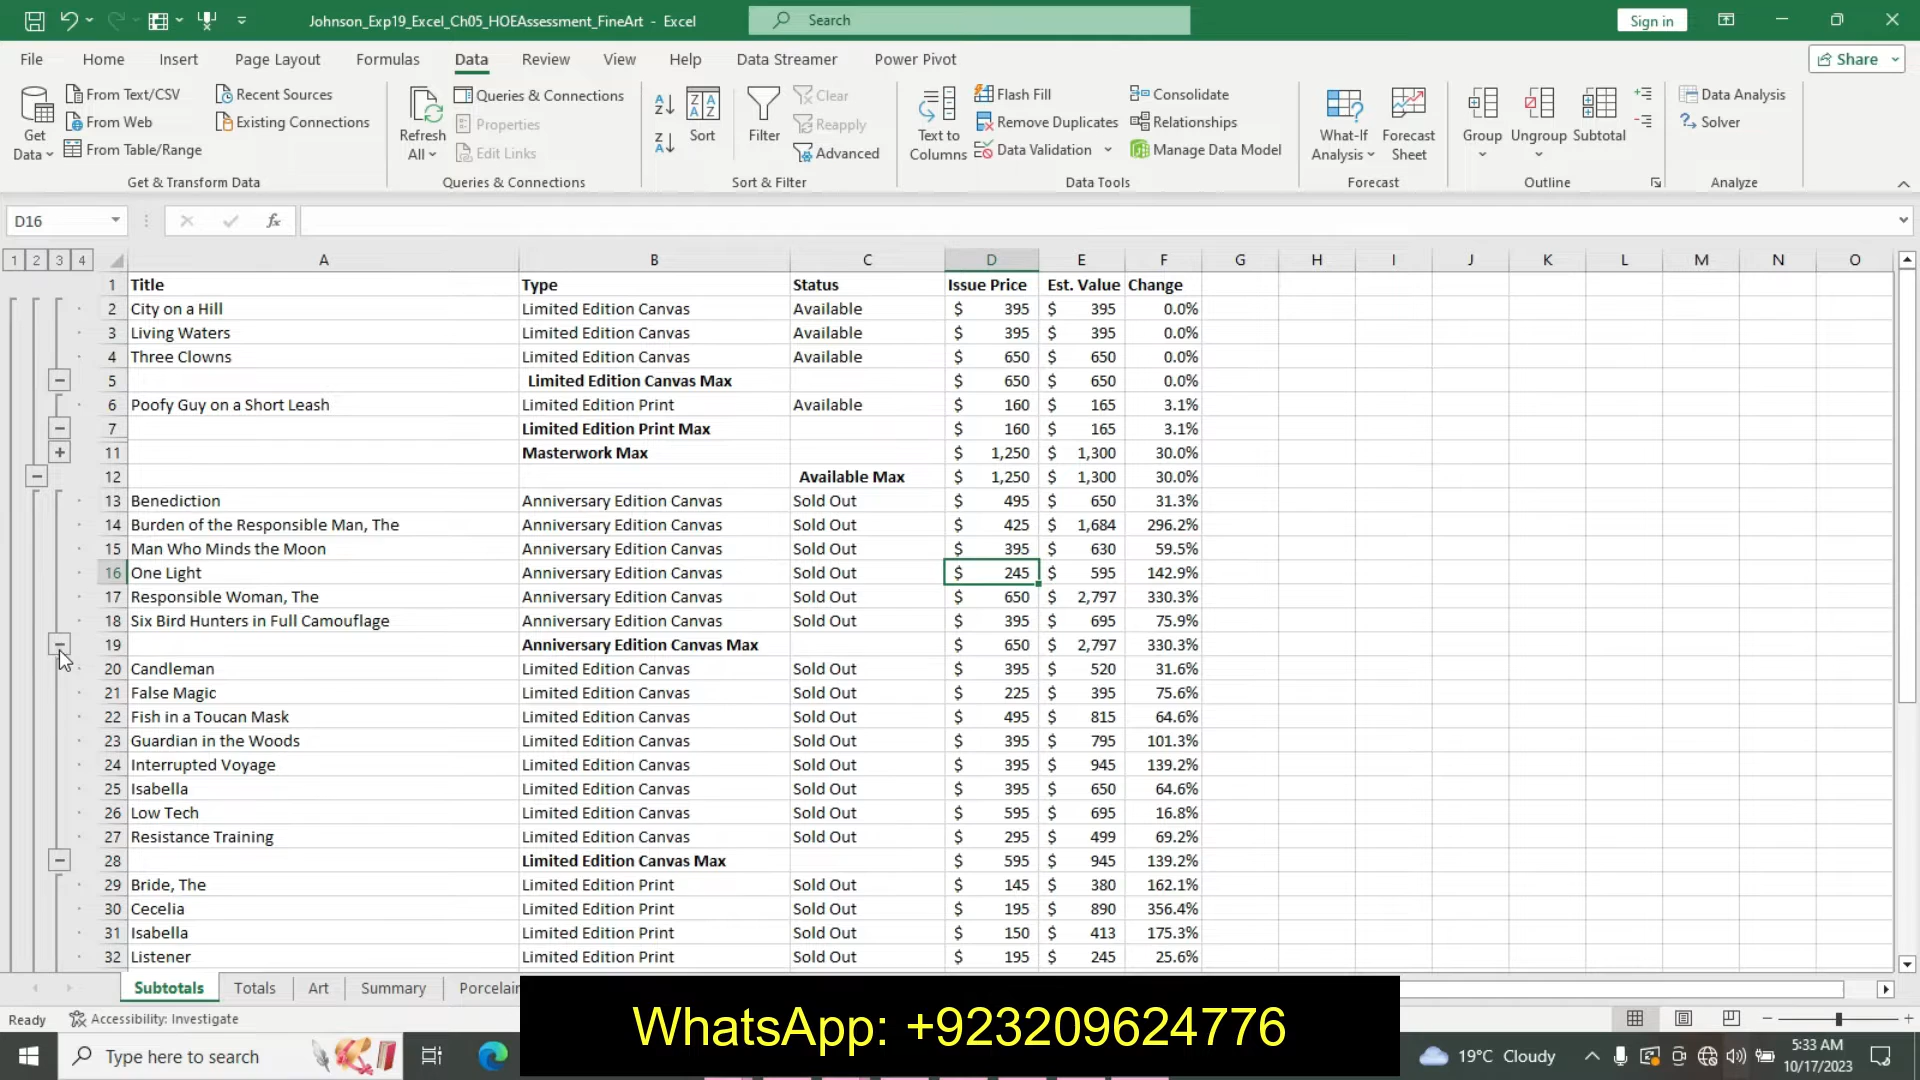 Johnson_Exp19_Excel_Ch05_HOEAssessment_FineArt - Excel
Search
Sign in
File Home Insert Page Layout Formulas Data Review View Help Data Streamer Power Pivot Share
Get Data
From Text/CSV
From Web
From Table/Range
Recent Sources
Existing Connections
Get & Transform Data
Refresh All
Queries & Connections
Properties
Edit Links
Queries & Connections
Sort
Filter
Clear
Reapply
Advanced
Sort & Filter
Text to Columns
Flash Fill
Remove Duplicates
Data Validation
Consolidate
Relationships
Manage Data Model
Data Tools
What-If Analysis
Forecast Sheet
Forecast
Group
Ungroup
Subtotal
Outline
Data Analysis
Solver
Analyze
D16
fx
1 2 3 4 A B C D E F G H I J K L M N O
1 Title Type Status Issue Price Est. Value Change
2 City on a Hill Limited Edition Canvas Available $ 395 $ 395 0.0%
3 Living Waters Limited Edition Canvas Available $ 395 $ 395 0.0%
4 Three Clowns Limited Edition Canvas Available $ 650 $ 650 0.0%
5 Limited Edition Canvas Max $ 650 $ 650 0.0%
6 Poofy Guy on a Short Leash Limited Edition Print Available $ 160 $ 165 3.1%
7 Limited Edition Print Max $ 160 $ 165 3.1%
11 Masterwork Max $ 1,250 $ 1,300 30.0%
12 Available Max $ 1,250 $ 1,300 30.0%
13 Benediction Anniversary Edition Canvas Sold Out $ 495 $ 650 31.3%
14 Burden of the Responsible Man, The Anniversary Edition Canvas Sold Out $ 425 $ 1,684 296.2%
15 Man Who Minds the Moon Anniversary Edition Canvas Sold Out $ 395 $ 630 59.5%
16 One Light Anniversary Edition Canvas Sold Out $ 245 $ 595 142.9%
17 Responsible Woman, The Anniversary Edition Canvas Sold Out $ 650 $ 2,797 330.3%
18 Six Bird Hunters in Full Camouflage Anniversary Edition Canvas Sold Out $ 395 $ 695 75.9%
19 Anniversary Edition Canvas Max $ 650 $ 2,797 330.3%
20 Candleman Limited Edition Canvas Sold Out $ 395 $ 520 31.6%
21 False Magic Limited Edition Canvas Sold Out $ 225 $ 395 75.6%
22 Fish in a Toucan Mask Limited Edition Canvas Sold Out $ 495 $ 815 64.6%
23 Guardian in the Woods Limited Edition Canvas Sold Out $ 395 $ 795 101.3%
24 Interrupted Voyage Limited Edition Canvas Sold Out $ 395 $ 945 139.2%
25 Isabella Limited Edition Canvas Sold Out $ 395 $ 650 64.6%
26 Low Tech Limited Edition Canvas Sold Out $ 595 $ 695 16.8%
27 Resistance Training Limited Edition Canvas Sold Out $ 295 $ 499 69.2%
28 Limited Edition Canvas Max $ 595 $ 945 139.2%
29 Bride, The Limited Edition Print Sold Out $ 145 $ 380 162.1%
30 Cecelia Limited Edition Print Sold Out $ 195 $ 890 356.4%
31 Isabella Limited Edition Print Sold Out $ 150 $ 413 175.3%
32 Listener Limited Edition Print Sold Out $ 195 $ 245 25.6%
Subtotals Totals Art Summary Porcelain
Ready Accessibility: Investigate
WhatsApp: +923209624776
Type here to search
19°C Cloudy
5:33 AM
10/17/2023